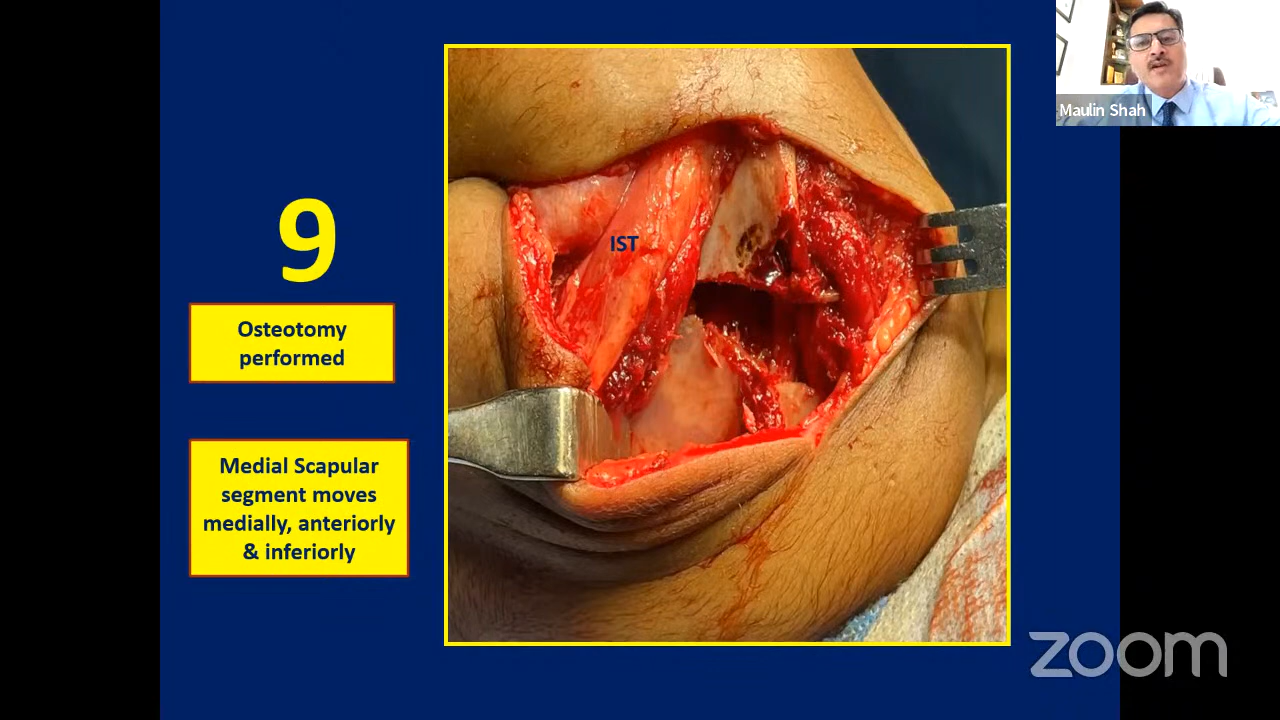 Maulin Shah
9
IST
Osteotomy
performed
Medial Scapular
segment moves
medially, anteriorly
& inferiorly
zoom